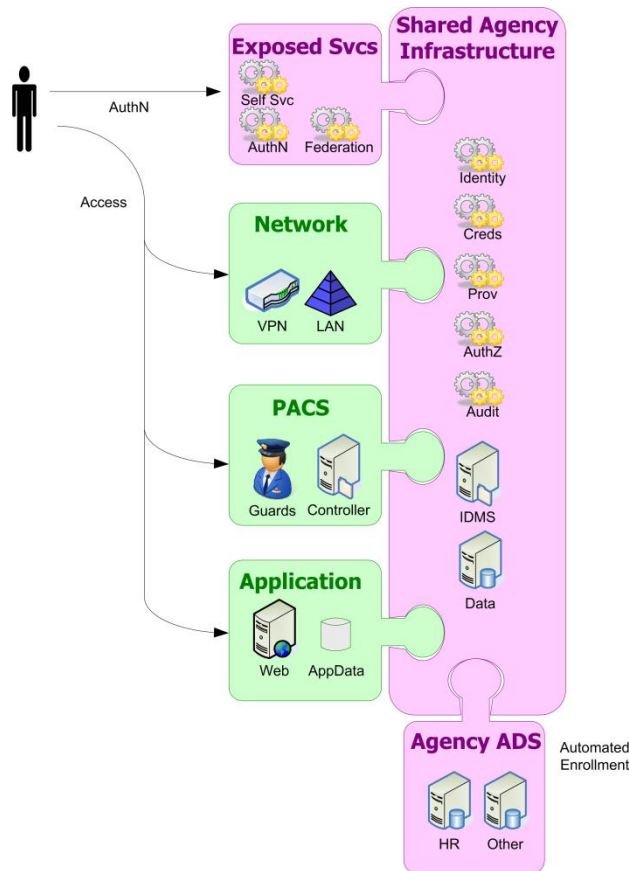 Exposed Svcs
Shared Agency
Infrastructure
Self Svc
AuthN
AuthN
Federation
Identity
Access
Creds
Network
Prov
VPN
LAN
AuthZ
Audit
PACS
Guards
Controller
IDMS
Application
Data
Web
AppData
Agency ADS
Automated
Enrollment
HR
Other